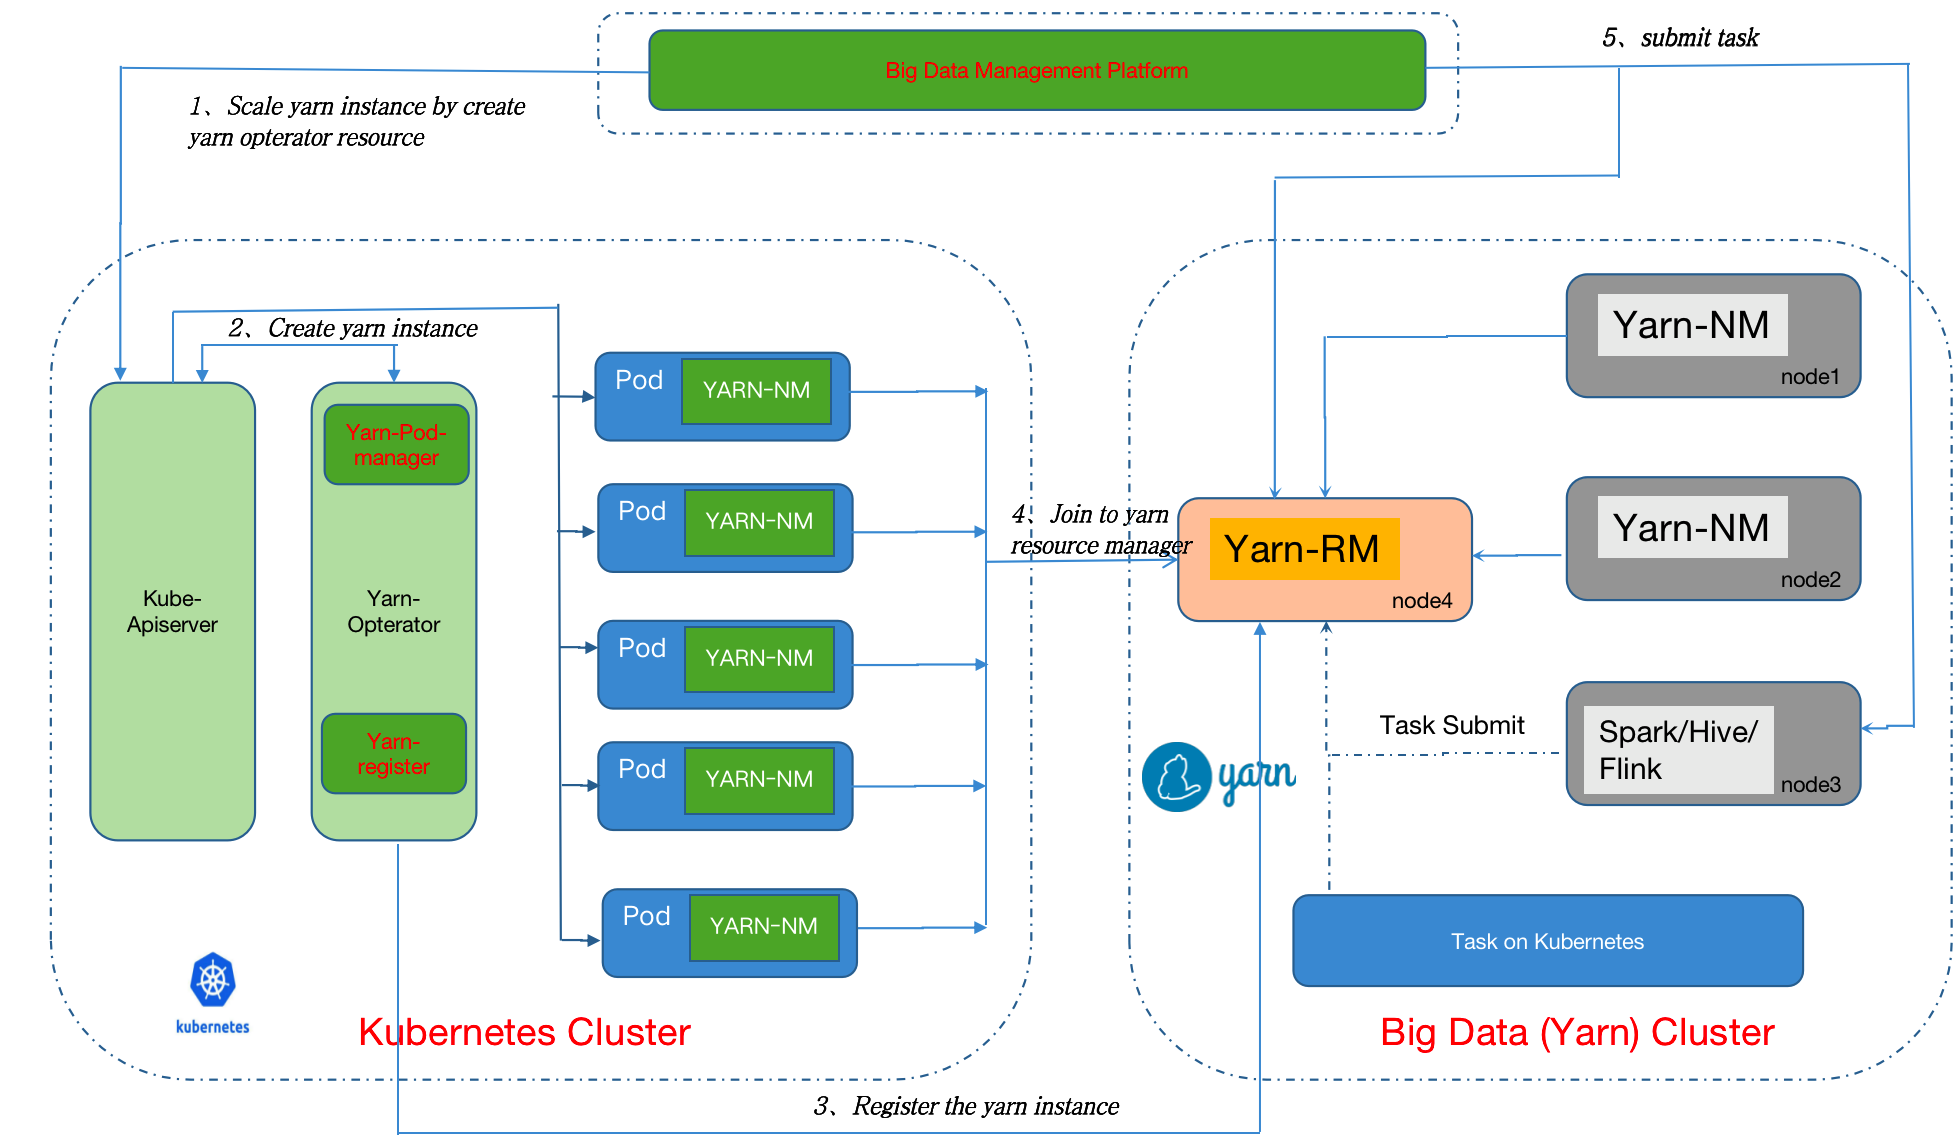 Big Data Management Platform
5、submit task
1、Scale yarn instance by create
yarn opterator resource
2、Create yarn instance
Kube-
Apiserver
Yarn-Pod-
manager
Yarn-
Opterator
Yarn-
register
Pod
YARN-NM
Pod
YARN-NM
Pod
YARN-NM
Pod
YARN-NM
Pod
YARN-NM
4、Join to yarn
resource manager
Yarn-NM
node1
Yarn-RM
node4
Yarn-NM
node2
Task Submit
Spark/Hive/
Flink
node3
yarn
Task on Kubernetes
kubernetes
Kubernetes Cluster
Big Data (Yarn) Cluster
3、Register the yarn instance